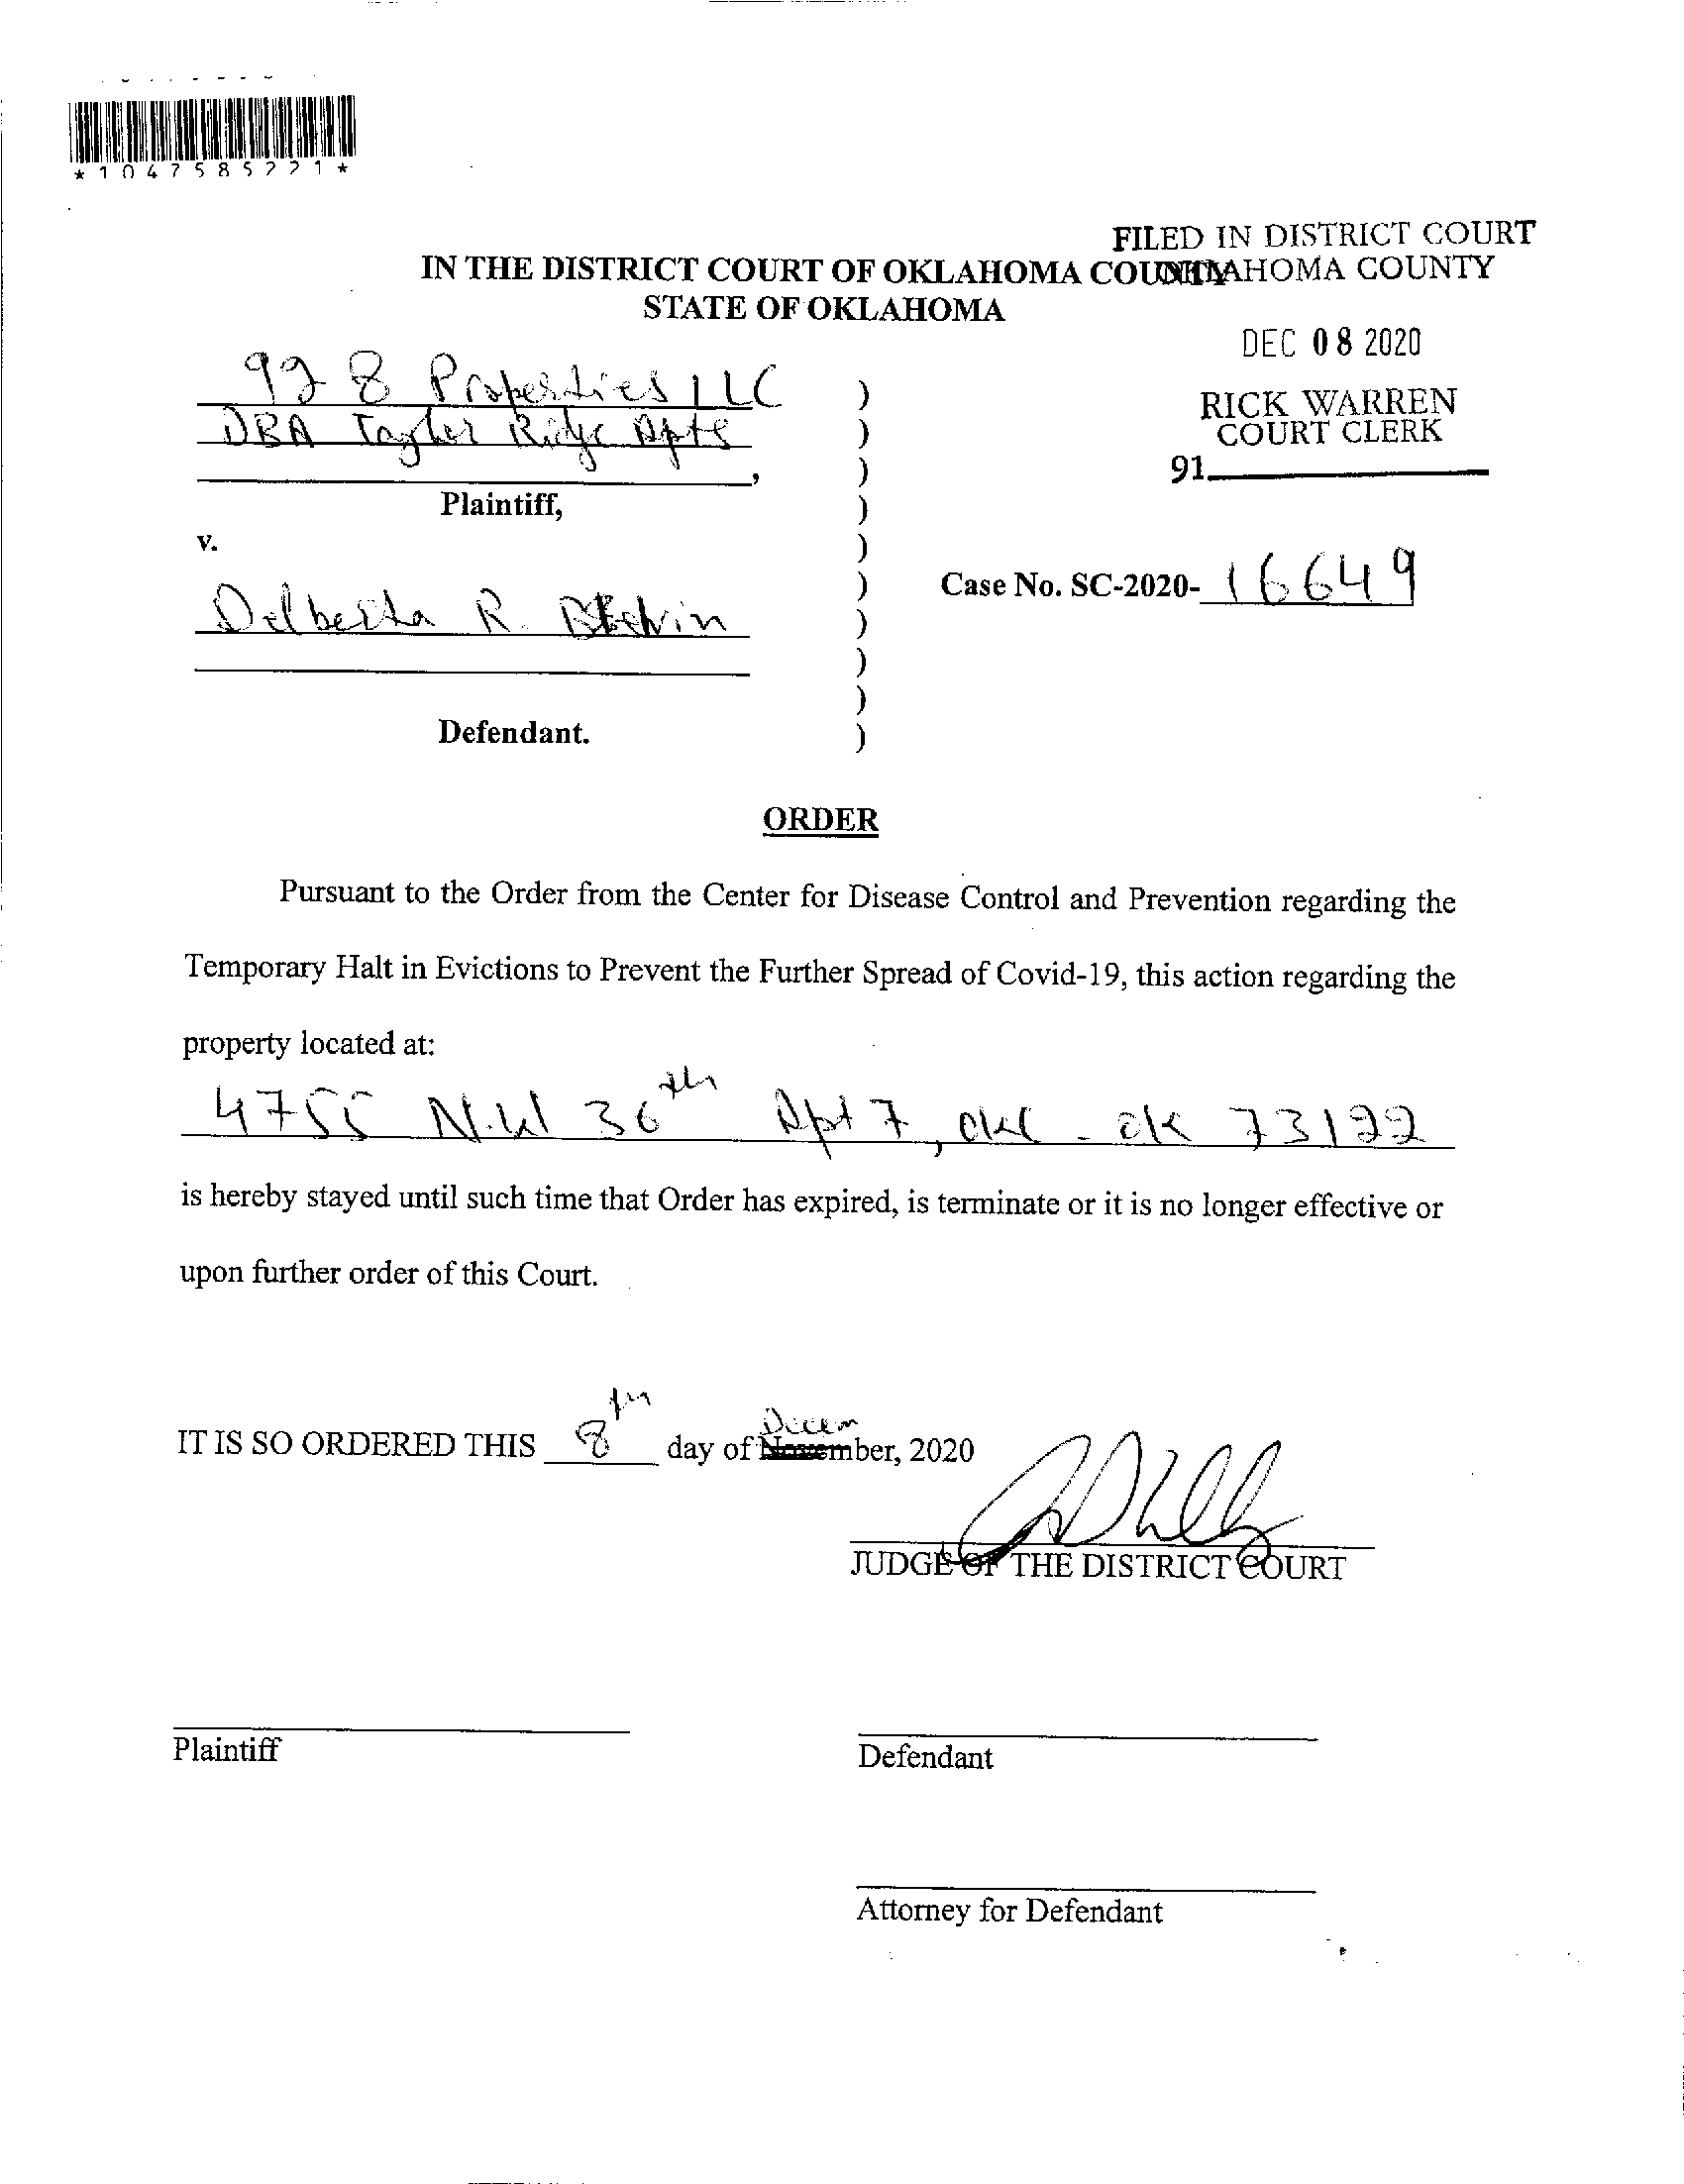 *1047585221*
FILED IN DISTRICT COURT
OKLAHOMA COUNTY
IN THE DISTRICT COURT OF OKLAHOMA COUNTY
STATE OF OKLAHOMA
DEC 08 2020
RICK WARREN
COURT CLERK
91
928 Properties LLC )
DBA Taylor Ridge Apts )
, )
Plaintiff, )
v. )
Delberta R. ) Case No. SC-2020-16649
)
)
)
Defendant. )
ORDER
Pursuant to the Order from the Center for Disease Control and Prevention regarding the
Temporary Halt in Evictions to Prevent the Further Spread of Covid-19, this action regarding the
property located at:
4755 N.W 36th Apt 7, okc - ok 73122
is hereby stayed until such time that Order has expired, is terminate or it is no longer effective or
upon further order of this Court.
IT IS SO ORDERED THIS 8th day of December, 2020
JUDGE OF THE DISTRICT COURT
Plaintiff
Defendant
Attorney for Defendant